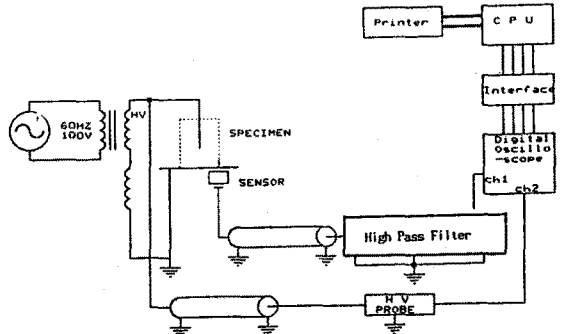 Printer
C P U
Interface
Digital
Oscillo
-scope
ch1
ch2
60HZ
100V
HV
SPECIMEN
SENSOR
High Pass Filter
H V
PROBE